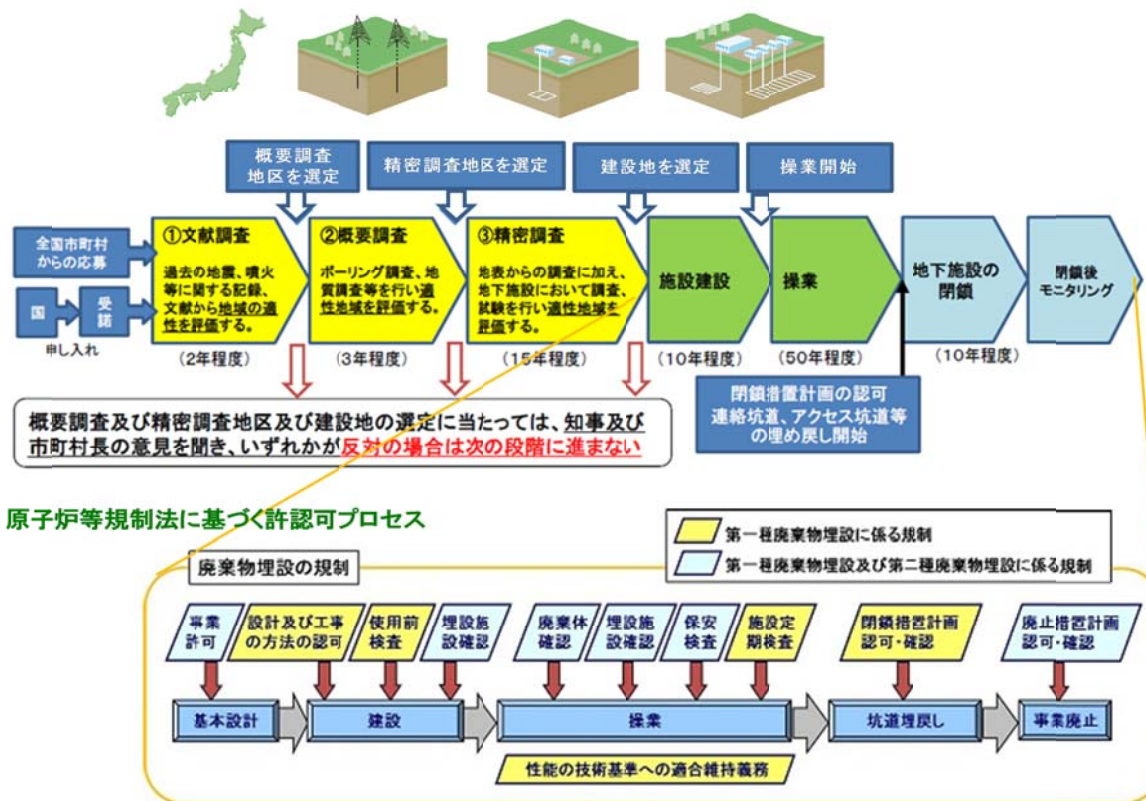 概要調査
地区を選定
精密調査地区を選定
建設地を選定
操業開始
全国市町村
からの応募
国
受
諾
申し入れ
①文献調査
過去の地震、噴火
等に関する記録、
文献から地域の適
性を評価する。
(2年程度)
②概要調査
ボーリング調査、地
質調査等を行い適
性地域を評価する。
(3年程度)
③精密調査
地表からの調査に加え、
地下施設において調査、
試験を行い適性地域を
評価する。
(15年程度)
施設建設
(10年程度)
操業
(50年程度)
地下施設の
閉鎖
(10年程度)
閉鎖後
モニタリング
閉鎖措置計画の認可
連絡坑道、アクセス坑道等
の埋め戻し開始
概要調査及び精密調査地区及び建設地の選定に当たっては、知事及び
市町村長の意見を聞き、いずれかが反対の場合は次の段階に進まない
原子炉等規制法に基づく許認可プロセス
第一種廃棄物埋設に係る規制
第一種廃棄物埋設及び第二種廃棄物埋設に係る規制
廃棄物埋設の規制
事業
許可
設計及び工事
の方法の認可
使用前
検査
埋設施
設確認
廃棄体
確認
埋設施
設確認
保安
検査
施設定
期検査
閉鎖措置計画
認可・確認
廃止措置計画
認可・確認
基本設計
建設
操業
坑道埋戻し
事業廃止
性能の技術基準への適合維持義務